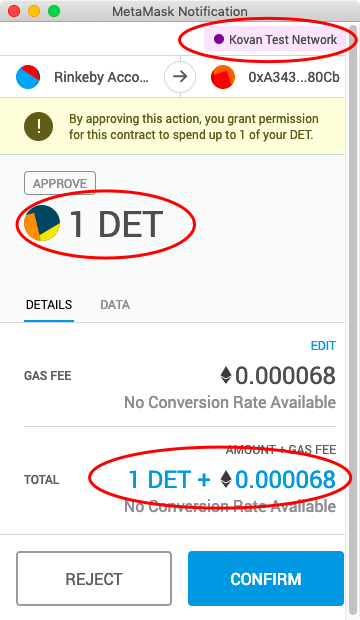 MetaMask Notification
Kovan Test Network
Rinkeby Acco... 0xA343...80Cb
! By approving this action, you grant permission
for this contract to spend up to 1 of your DET.
APPROVE
1 DET
DETAILS DATA
EDIT
GAS FEE 0.000068
No Conversion Rate Available
AMOUNT + GAS FEE
TOTAL 1 DET + 0.000068
No Conversion Rate Available
REJECT CONFIRM